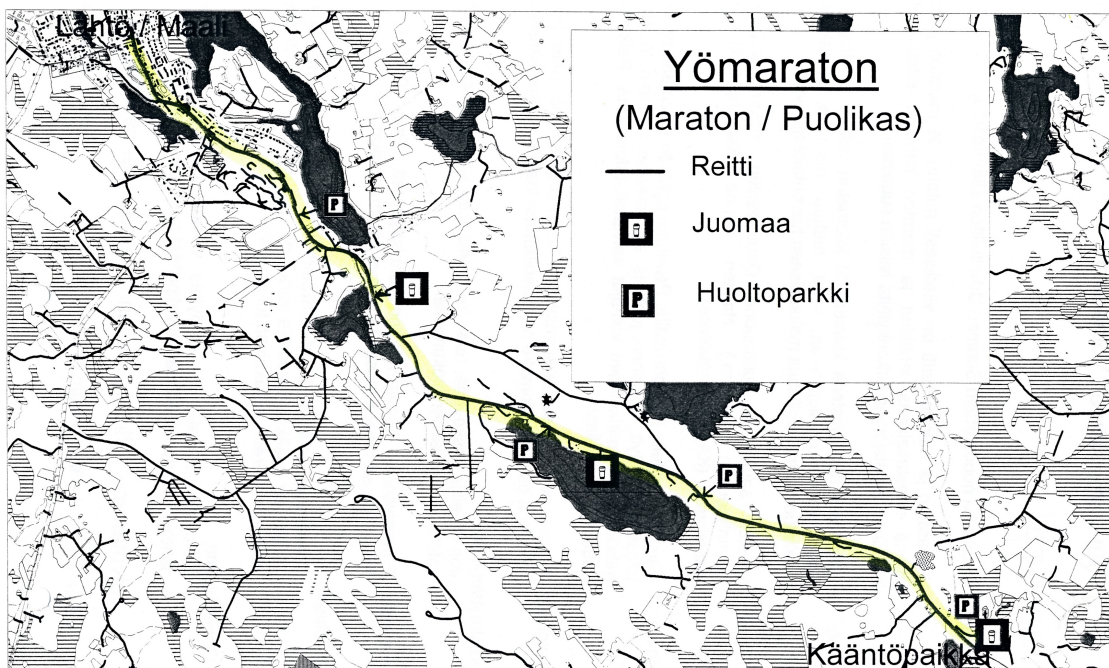 Lähtö / Maali
Yömaraton
(Maraton / Puolikas)
Reitti
Juomaa
P Huoltoparkki
P
P
P
P
Kääntöpaikka